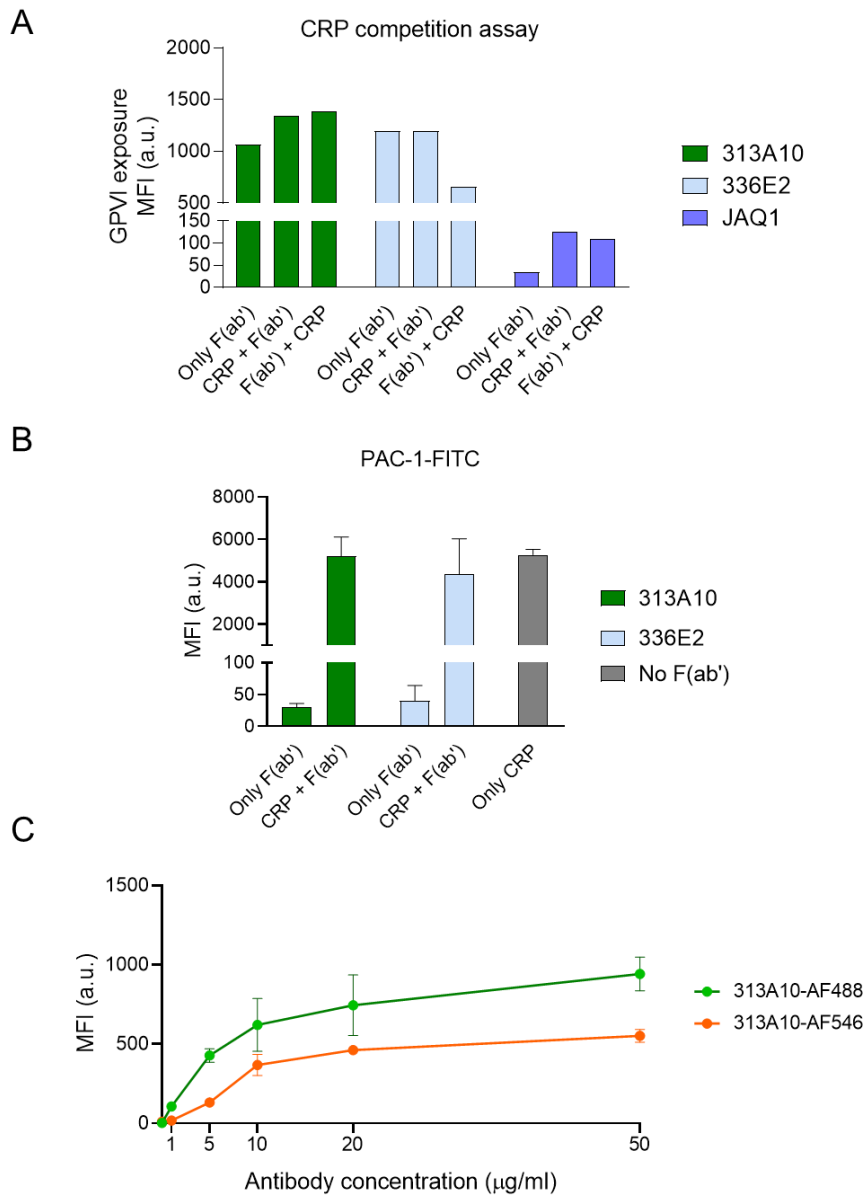 A
CRP competition assay
GPVI exposure
MFI (a.u.)
2000
1500
1000
500
150
100
50
0
Only F(ab')
CRP + F(ab')
F(ab') + CRP
Only F(ab')
CRP + F(ab')
F(ab') + CRP
Only F(ab')
CRP + F(ab')
F(ab') + CRP
313A10
336E2
JAQ1
B
PAC-1-FITC
MFI (a.u.)
8000
6000
4000
2000
100
50
0
Only F(ab')
CRP + F(ab')
Only F(ab')
CRP + F(ab')
Only CRP
313A10
336E2
No F(ab')
C
MFI (a.u.)
1500
1000
500
0
1 5 10 20 50
Antibody concentration (μg/ml)
313A10-AF488
313A10-AF546